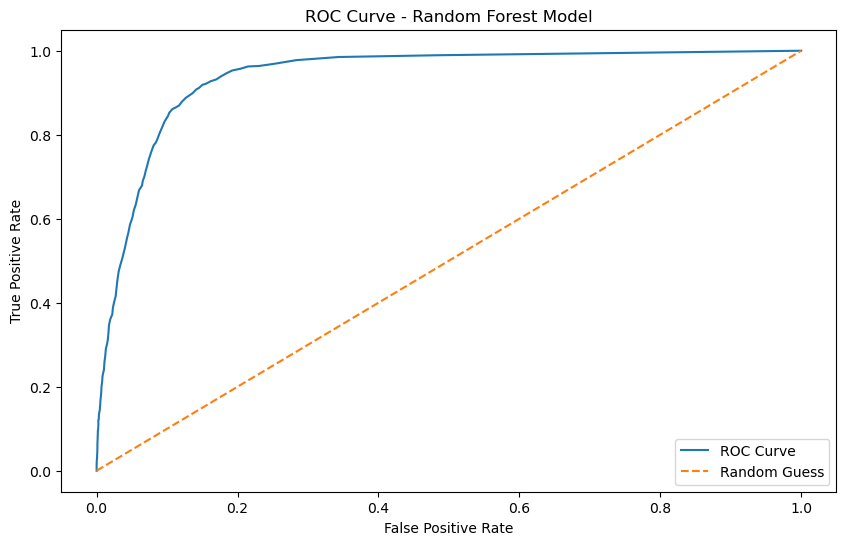 ROC Curve - Random Forest Model
1.0
0.8
0.6
0.4
0.2
0.0
True Positive Rate
0.0 0.2 0.4 0.6 0.8 1.0
False Positive Rate
ROC Curve
Random Guess